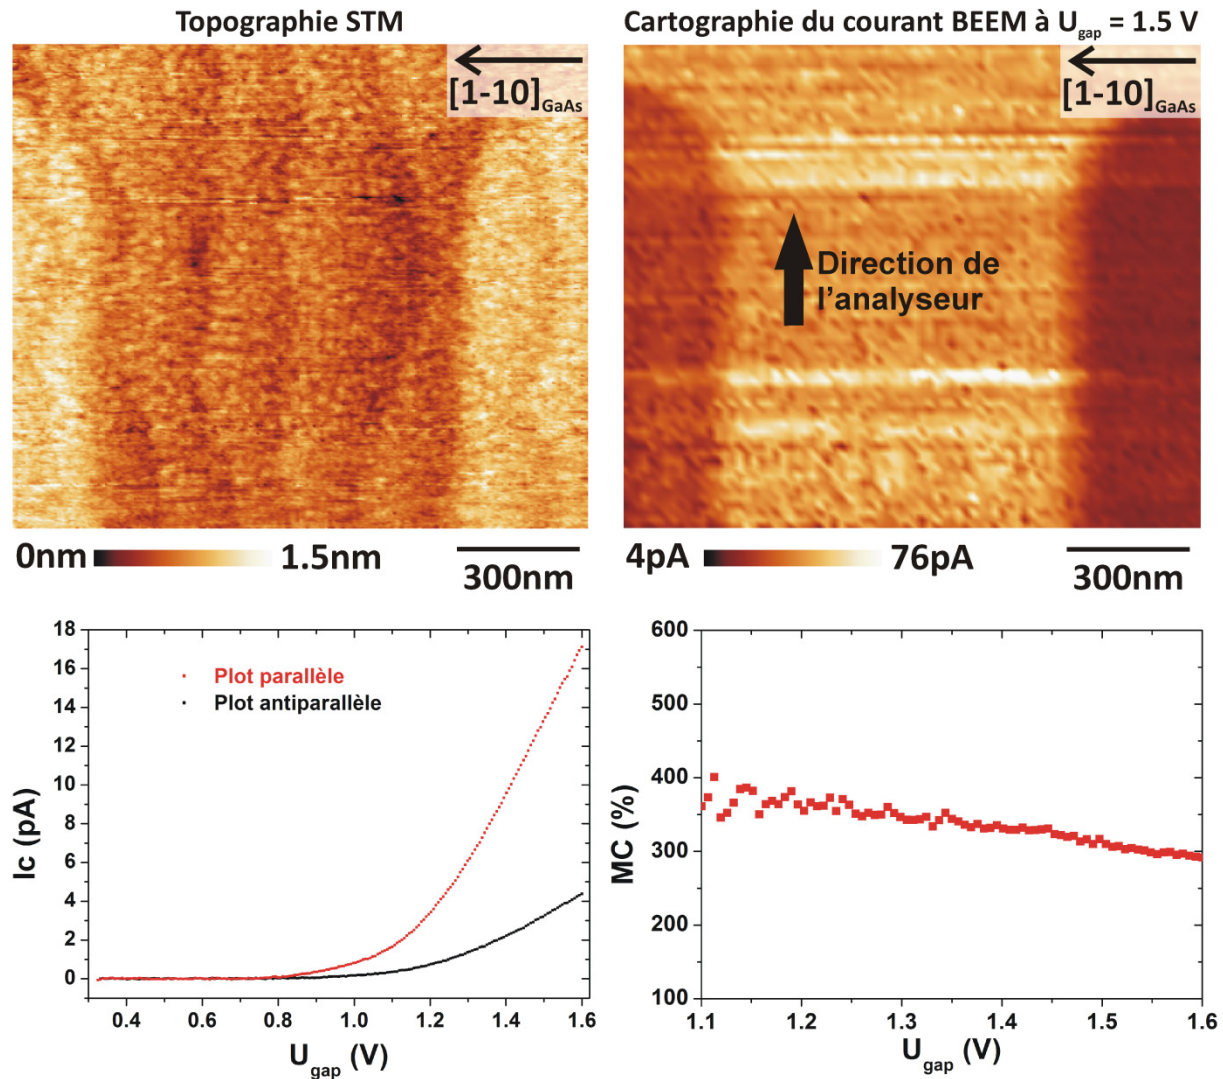 Topographie STM
Cartographie du courant BEEM à U_gap = 1.5 V
[1-10]GaAs
[1-10]GaAs
Direction de
l'analyseur
0nm 1.5nm 300nm
4pA 76pA 300nm
18
16
14
12
10
8
6
4
2
0
Ic (pA)
Plot parallèle
Plot antiparallèle
0.4 0.6 0.8 1.0 1.2 1.4 1.6
U_gap (V)
600
500
400
300
200
100
MC (%)
1.1 1.2 1.3 1.4 1.5 1.6
U_gap (V)